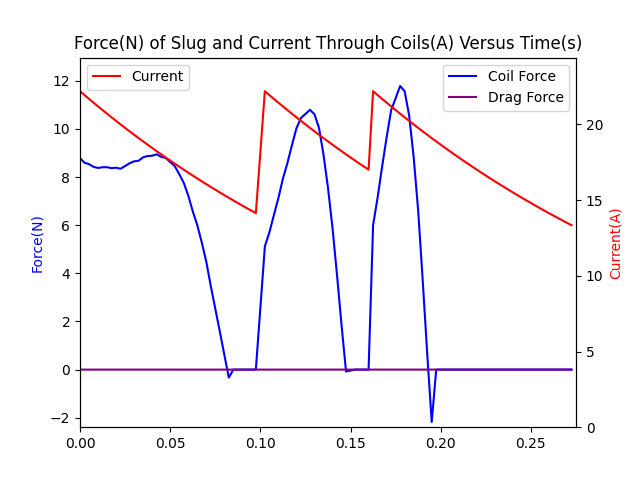 Force(N) of Slug and Current Through Coils(A) Versus Time(s)
Current
Coil Force
Drag Force
Force(N)
12
10
8
6
4
2
0
−2
20
15
10
5
0
Current(A)
0.00 0.05 0.10 0.15 0.20 0.25